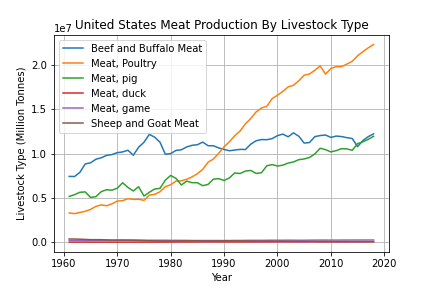 United States Meat Production By Livestock Type
1e7
Beef and Buffalo Meat
Meat, Poultry
Meat, pig
Meat, duck
Meat, game
Sheep and Goat Meat
Livestock Type (Million Tonnes)
2.0
1.5
1.0
0.5
0.0
1960 1970 1980 1990 2000 2010 2020
Year